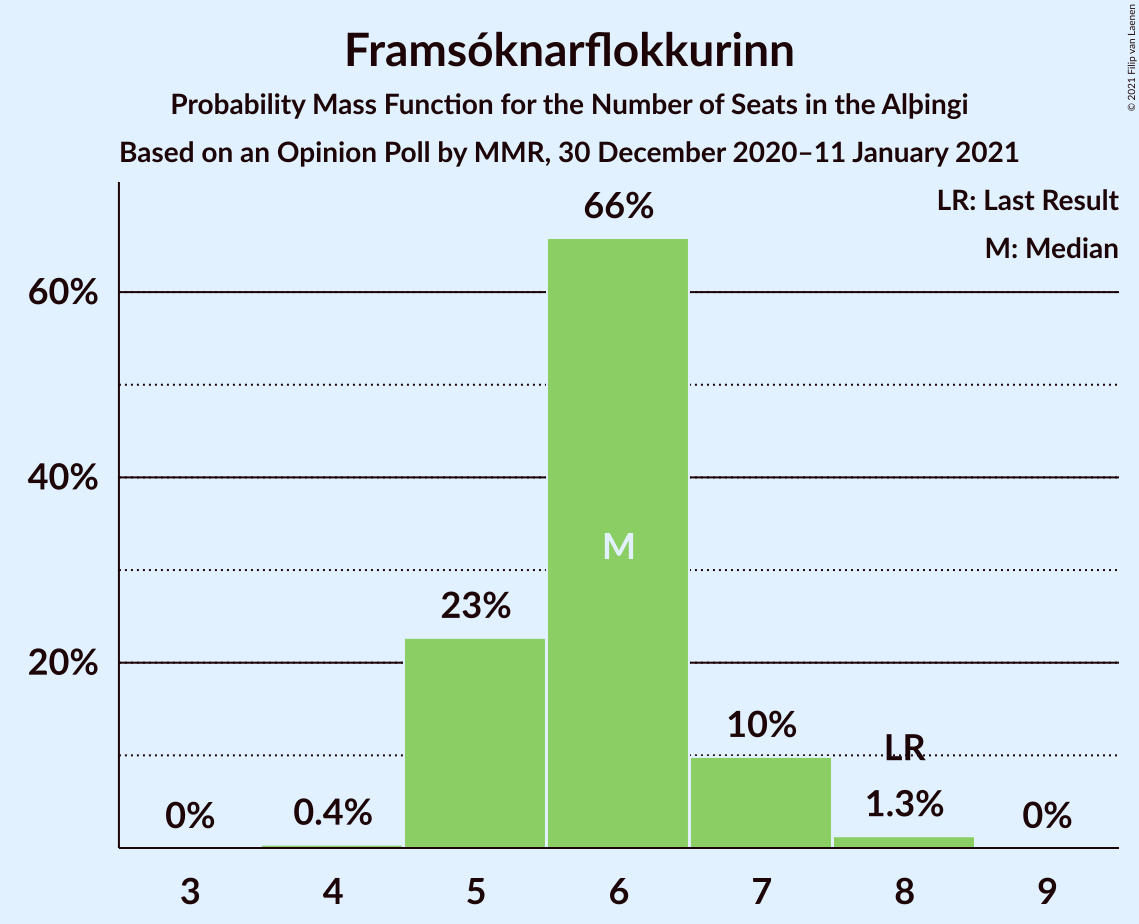 Framsóknarflokkurinn
Probability Mass Function for the Number of Seats in the Alþingi
Based on an Opinion Poll by MMR, 30 December 2020–11 January 2021
© 2021 Filip van Laenen
LR: Last Result
M: Median
60%
40%
20%
0%
0.4%
23%
66%
M
10%
LR
1.3%
0%
3 4 5 6 7 8 9